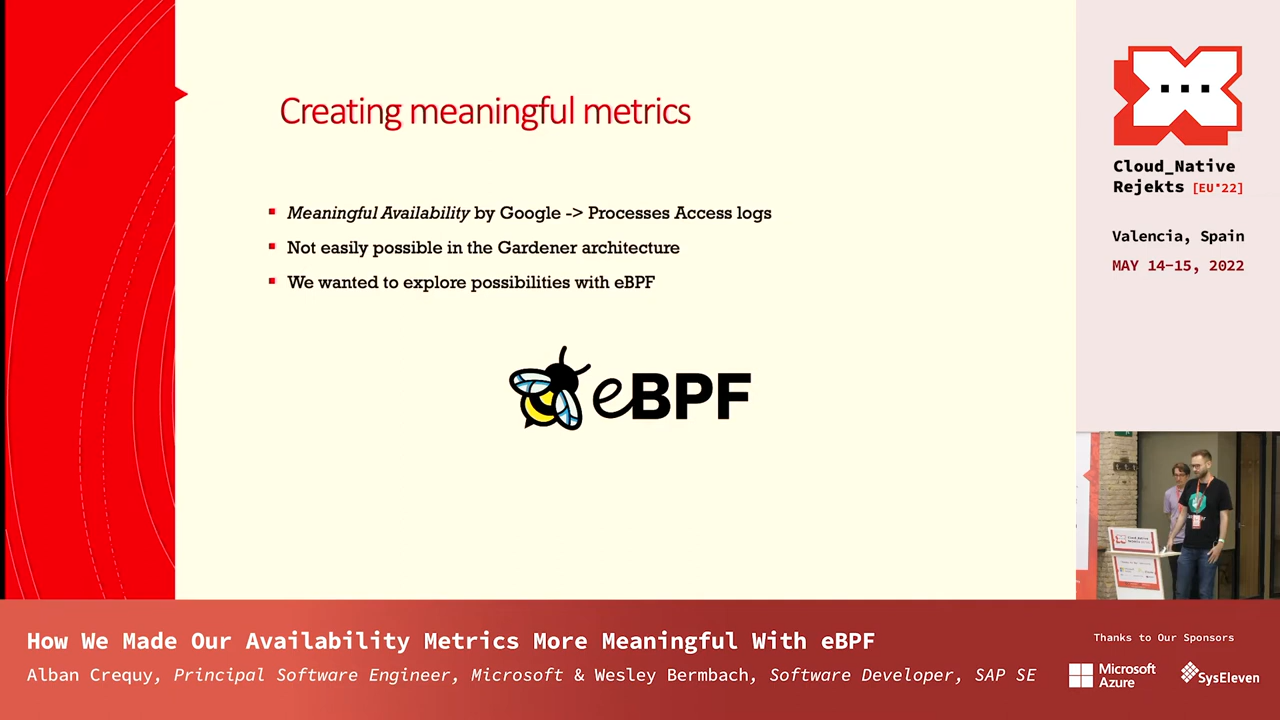 Creating meaningful metrics
Meaningful Availability by Google -> Processes Access logs
Not easily possible in the Gardener architecture
We wanted to explore possibilities with eBPF
eBPF
Cloud_Native
Rejekts [EU*22]
Valencia, Spain
MAY 14-15, 2022
How We Made Our Availability Metrics More Meaningful With eBPF
Alban Crequy, Principal Software Engineer, Microsoft & Wesley Bermbach, Software Developer, SAP SE
Thanks to Our Sponsors
Microsoft
Azure
SysEleven